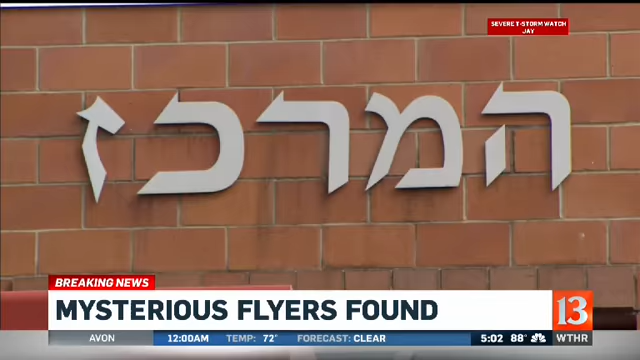 SEVERE T-STORM WATCH
JAY
המרכז
BREAKING NEWS
MYSTERIOUS FLYERS FOUND
13
AVON 12:00AM TEMP: 72° FORECAST: CLEAR 5:02 88° WTHR